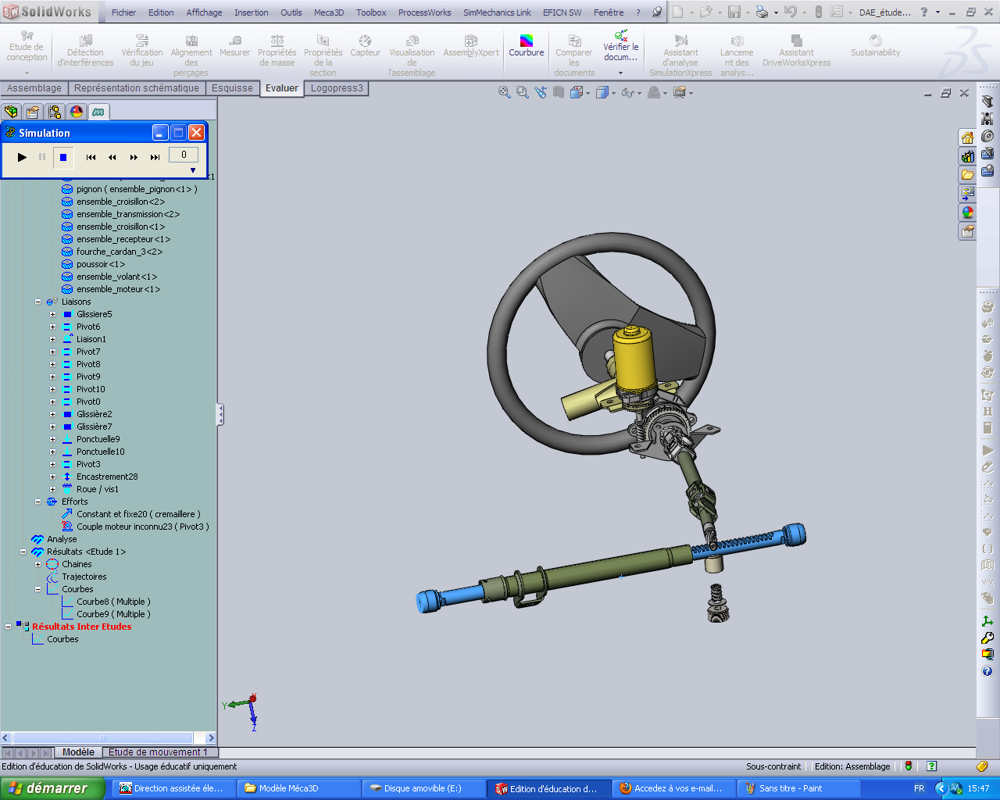 SolidWorks Fichier Edition Affichage Insertion Outils Meca3D Toolbox ProcessWorks SimMechanics Link EFICN SW Fenêtre ? DAE_étude... ?
Etude de conception
Détection d'interférences
Vérification du jeu
Alignement des perçages
Mesurer
Propriétés de masse
Propriétés de la section
Capteur
Visualisation de l'assemblage
AssemblyXpert
Courbure
Comparer les documents
Vérifier le docum...
Assistant d'analyse SimulationXpress
Lanceme nt des analys...
Assistant DriveWorksXpress
Sustainability
Assemblage Représentation schématique Esquisse Evaluer Logopress3
Simulation
0
pignon ( ensemble_pignon<1> )
ensemble_croisillon<2>
ensemble_transmission<2>
ensemble_croisillon<1>
ensemble_recepteur<1>
fourche_cardan_3<2>
poussoir<1>
ensemble_volant<1>
ensemble_moteur<1>
Liaisons
Glissiere5
Pivot6
Liaison1
Pivot7
Pivot8
Pivot9
Pivot10
Pivot0
Glissière2
Glissière7
Ponctuelle9
Ponctuelle10
Pivot3
Encastrement28
Roue / vis1
Efforts
Constant et fixe20 ( cremaillere )
Couple moteur inconnu23 ( Pivot3 )
Analyse
Résultats <Etude 1>
Chaines
Trajectoires
Courbes
Courbe8 ( Multiple )
Courbe9 ( Multiple )
Résultats Inter Etudes
Courbes
Y
Z
Modèle Etude de mouvement 1
Edition d'éducation de SolidWorks - Usage éducatif uniquement Sous-contraint Edition: Assemblage
démarrer Direction assistée éle... Modèle Méca3D Disque amovible (E:) Edition d'éducation d... Accedez à vos e-mail... Sans titre - Paint FR 15:47